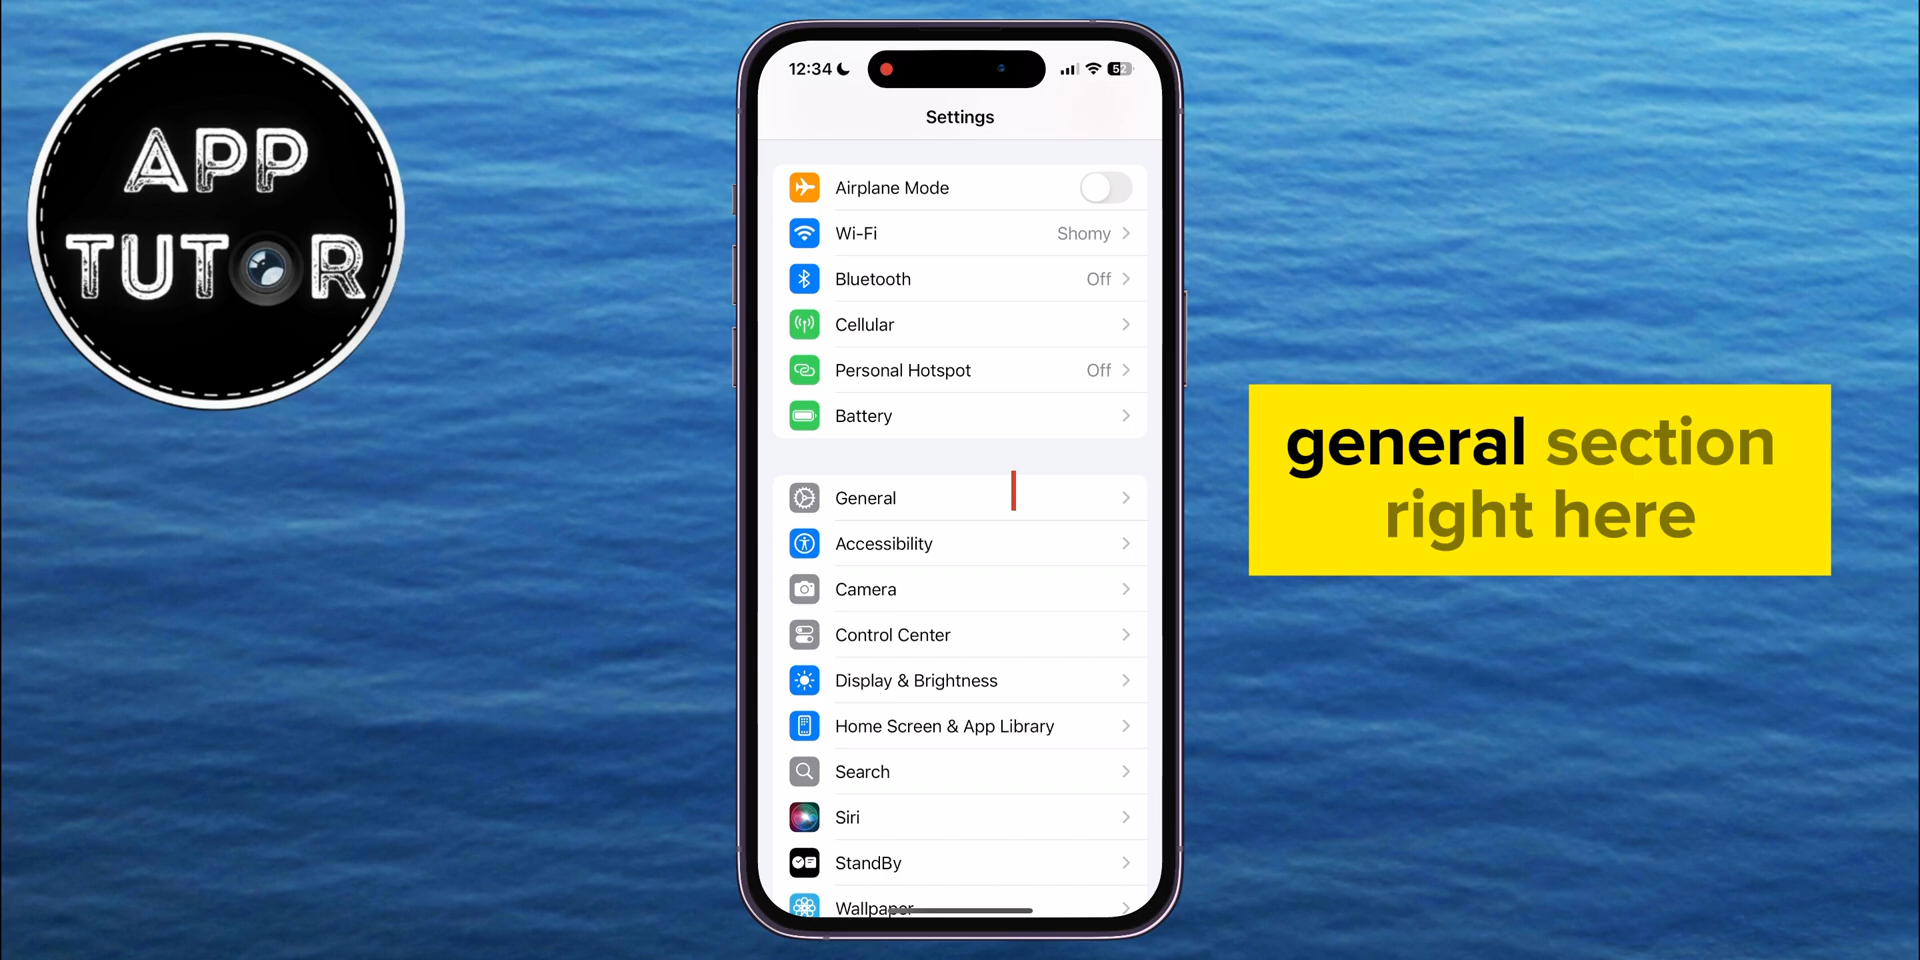 APP
TUTOR
12:34
52
Settings
Airplane Mode
Wi-Fi Shomy
Bluetooth Off
Cellular
Personal Hotspot Off
Battery
General
Accessibility
Camera
Control Center
Display & Brightness
Home Screen & App Library
Search
Siri
StandBy
Wallpaper
general section
right here